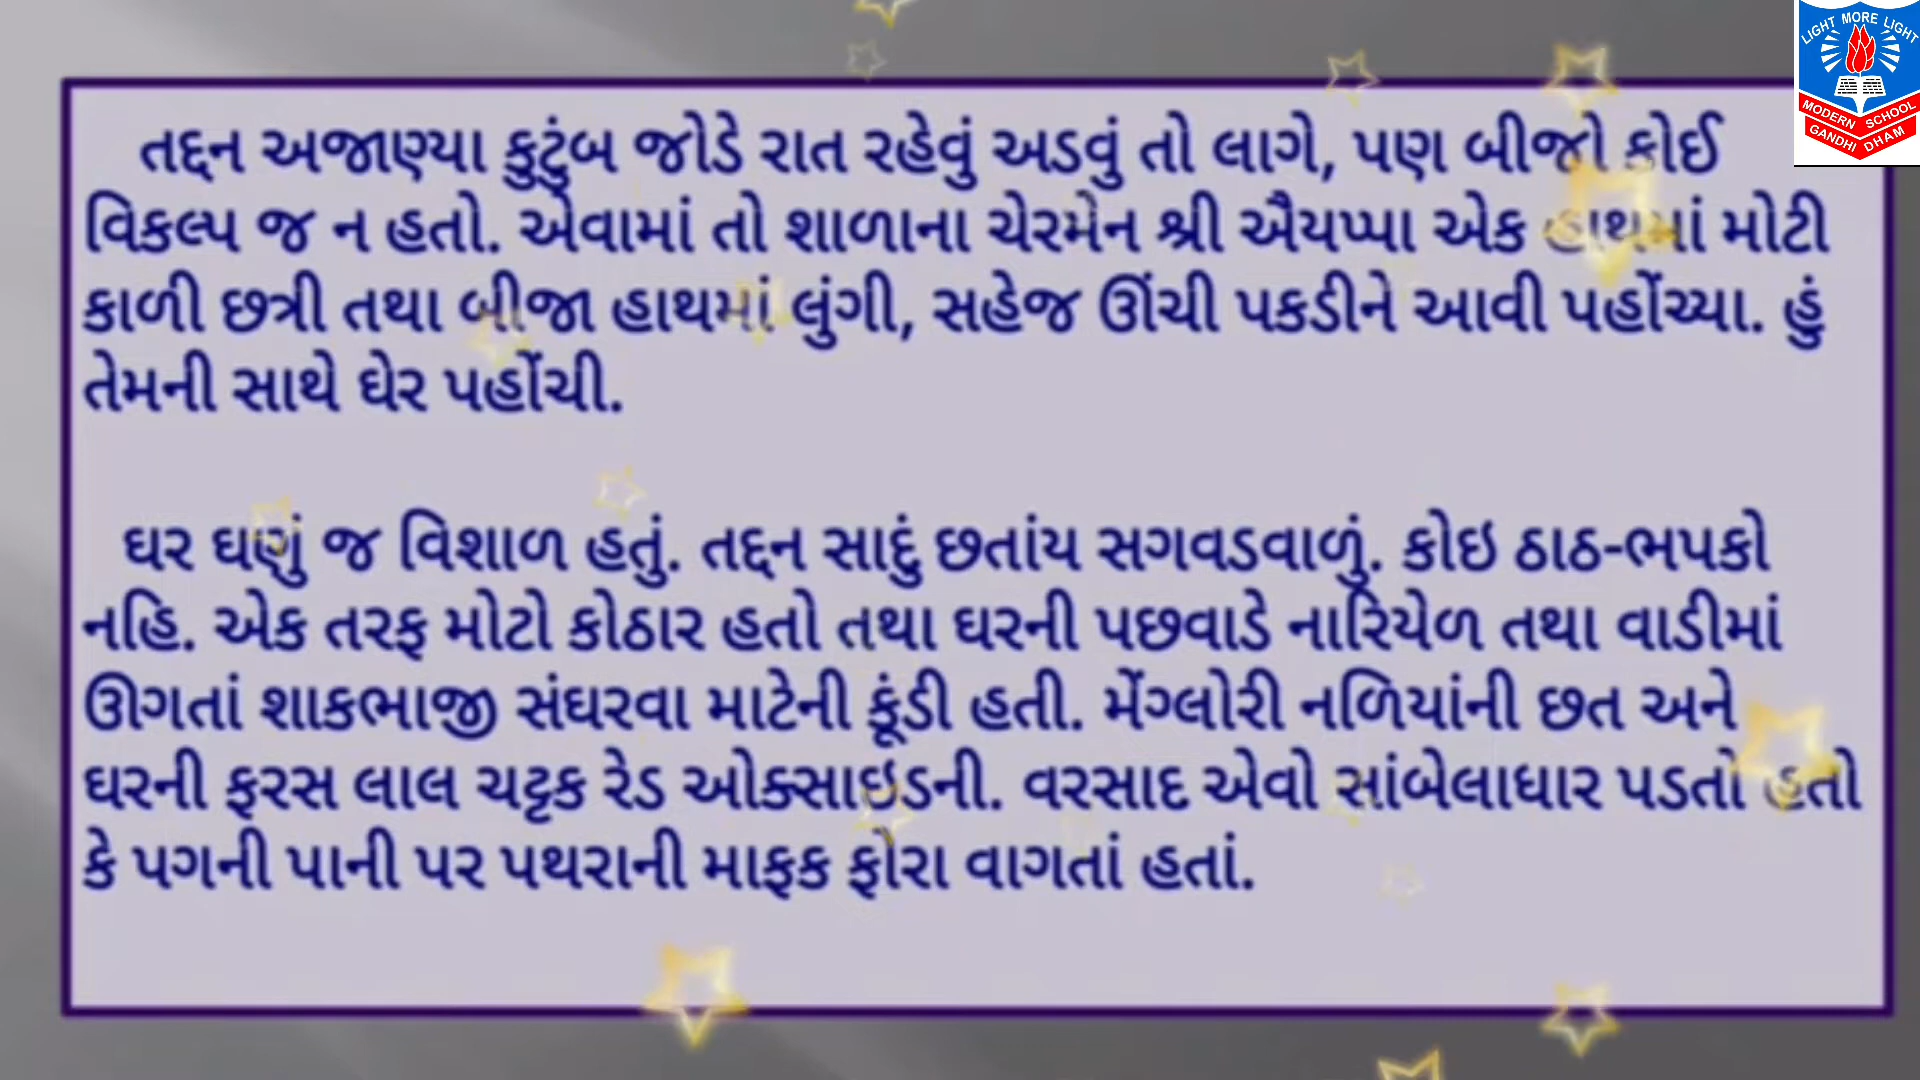 LIGHT MORE LIGHT
MODERN SCHOOL
GANDHIDHAM
તદ્દન અજાણ્યા કુટુંબ જોડે રાત રહેવું અડવું તો લાગે, પણ બીજો કોઈ
વિકલ્પ જ ન હતો. એવામાં તો શાળાના ચેરમેન શ્રી ઐયપ્પા એક હાથમાં મોટી
કાળી છત્રી તથા બીજા હાથમાં લુંગી, સહેજ ઊંચી પકડીને આવી પહોંચ્યા. હું
તેમની સાથે ઘેર પહોંચી.
ઘર ઘણું જ વિશાળ હતું. તદ્દન સાદું છતાંય સગવડવાળું. કોઇ ઠાઠ-ભપકો
નહિ. એક તરફ મોટો કોઠાર હતો તથા ઘરની પછવાડે નારિયેળ તથા વાડીમાં
ઊગતાં શાકભાજી સંઘરવા માટેની કૂંડી હતી. મેંગ્લોરી નળિયાંની છત અને
ઘરની ફરસ લાલ ચટ્ટક રેડ ઓક્સાઇડની. વરસાદ એવો સાંબેલાધાર પડતો હતો
કે પગની પાની પર પથરાની માફક ફોરા વાગતાં હતાં.